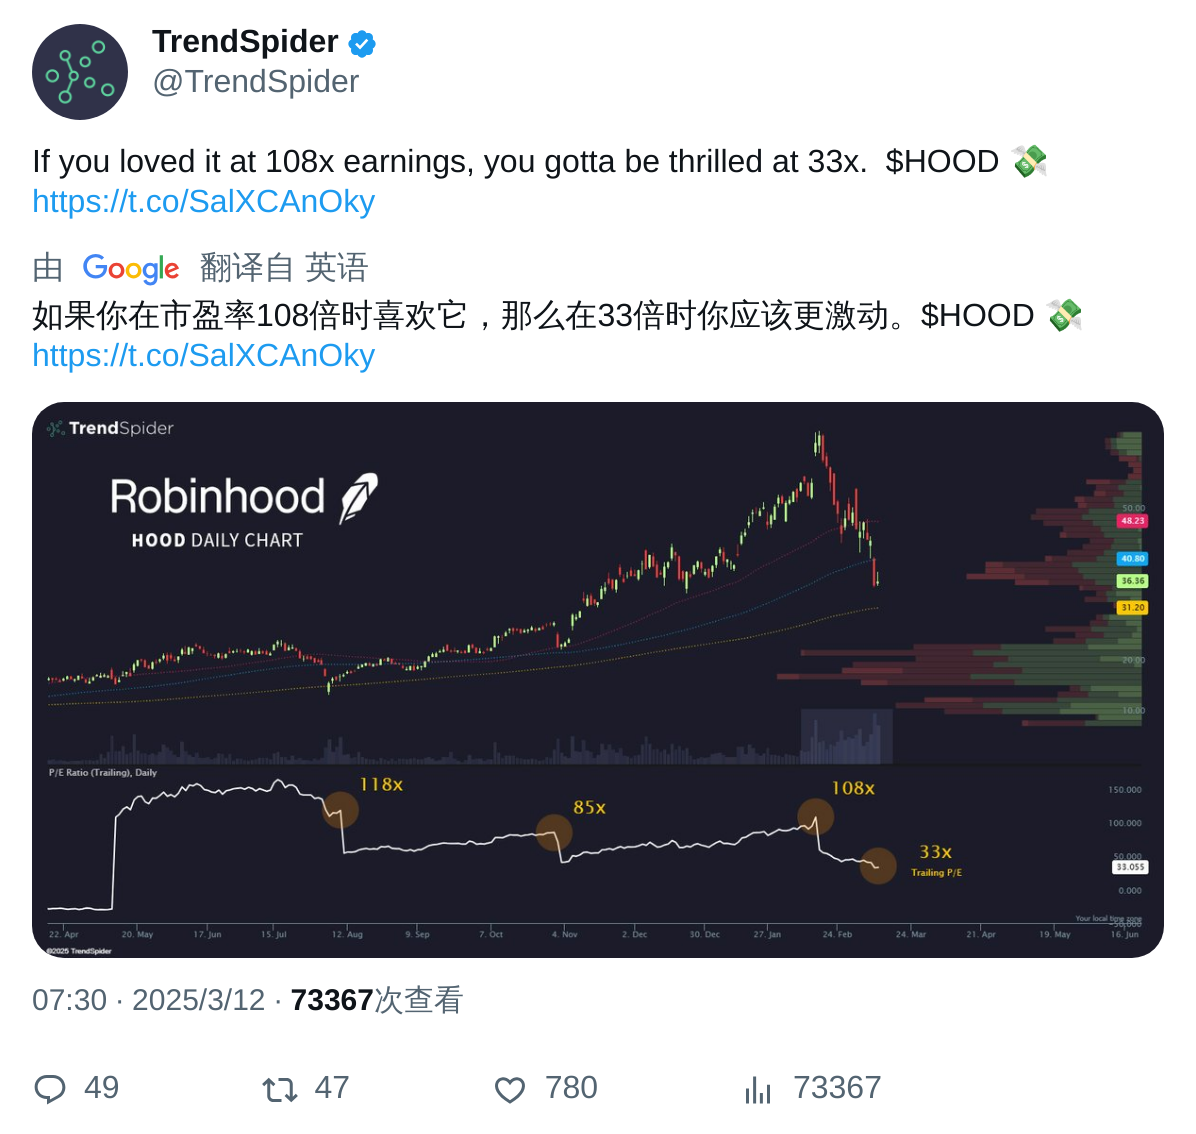 TrendSpider
@TrendSpider
If you loved it at 108x earnings, you gotta be thrilled at 33x. $HOOD 💸
https://t.co/SalXCAnOky
由 Google 翻译自 英语
如果你在市盈率108倍时喜欢它，那么在33倍时你应该更激动。$HOOD 💸
https://t.co/SalXCAnOky
TrendSpider
Robinhood
HOOD DAILY CHART
50.00
48.23
40.80
36.36
31.20
20.00
10.00
P/E Ratio (Trailing), Daily
118x
85x
108x
33x
Trailing P/E
150.000
100.000
50.000
33.055
0.000
Your local time zone
-50.000
22. Apr 20. May 17. Jun 15. Jul 12. Aug 9. Sep 7. Oct 4. Nov 2. Dec 30. Dec 27. Jan 24. Feb 24. Mar 21. Apr 19. May 16. Jun
©2025 TrendSpider
07:30 · 2025/3/12 · 73367次查看
49 47 780 73367